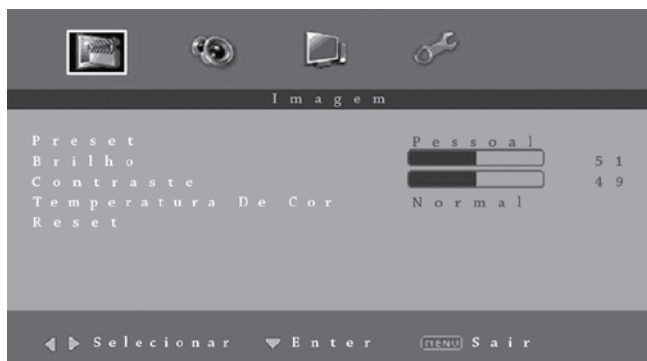 Imagem
Preset Pessoal
Brilho 51
Contraste 49
Temperatura De Cor Normal
Reset
Selecionar Enter MENU Sair